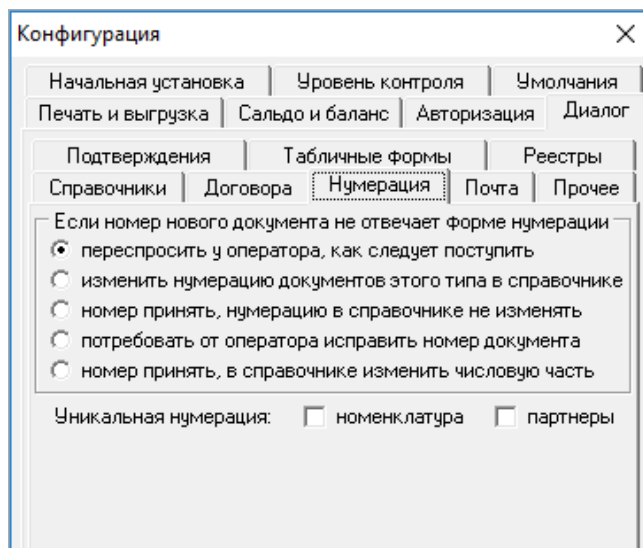 Конфигурация
Начальная установка Уровень контроля Умолчания
Печать и выгрузка Сальдо и баланс Авторизация Диалог
Подтверждения Табличные формы Реестры
Справочники Договора Нумерация Почта Прочее
Если номер нового документа не отвечает форме нумерации
переспросить у оператора, как следует поступить
изменить нумерацию документов этого типа в справочнике
номер принять, нумерацию в справочнике не изменять
потребовать от оператора исправить номер документа
номер принять, в справочнике изменить числовую часть
Уникальная нумерация: номенклатура партнеры